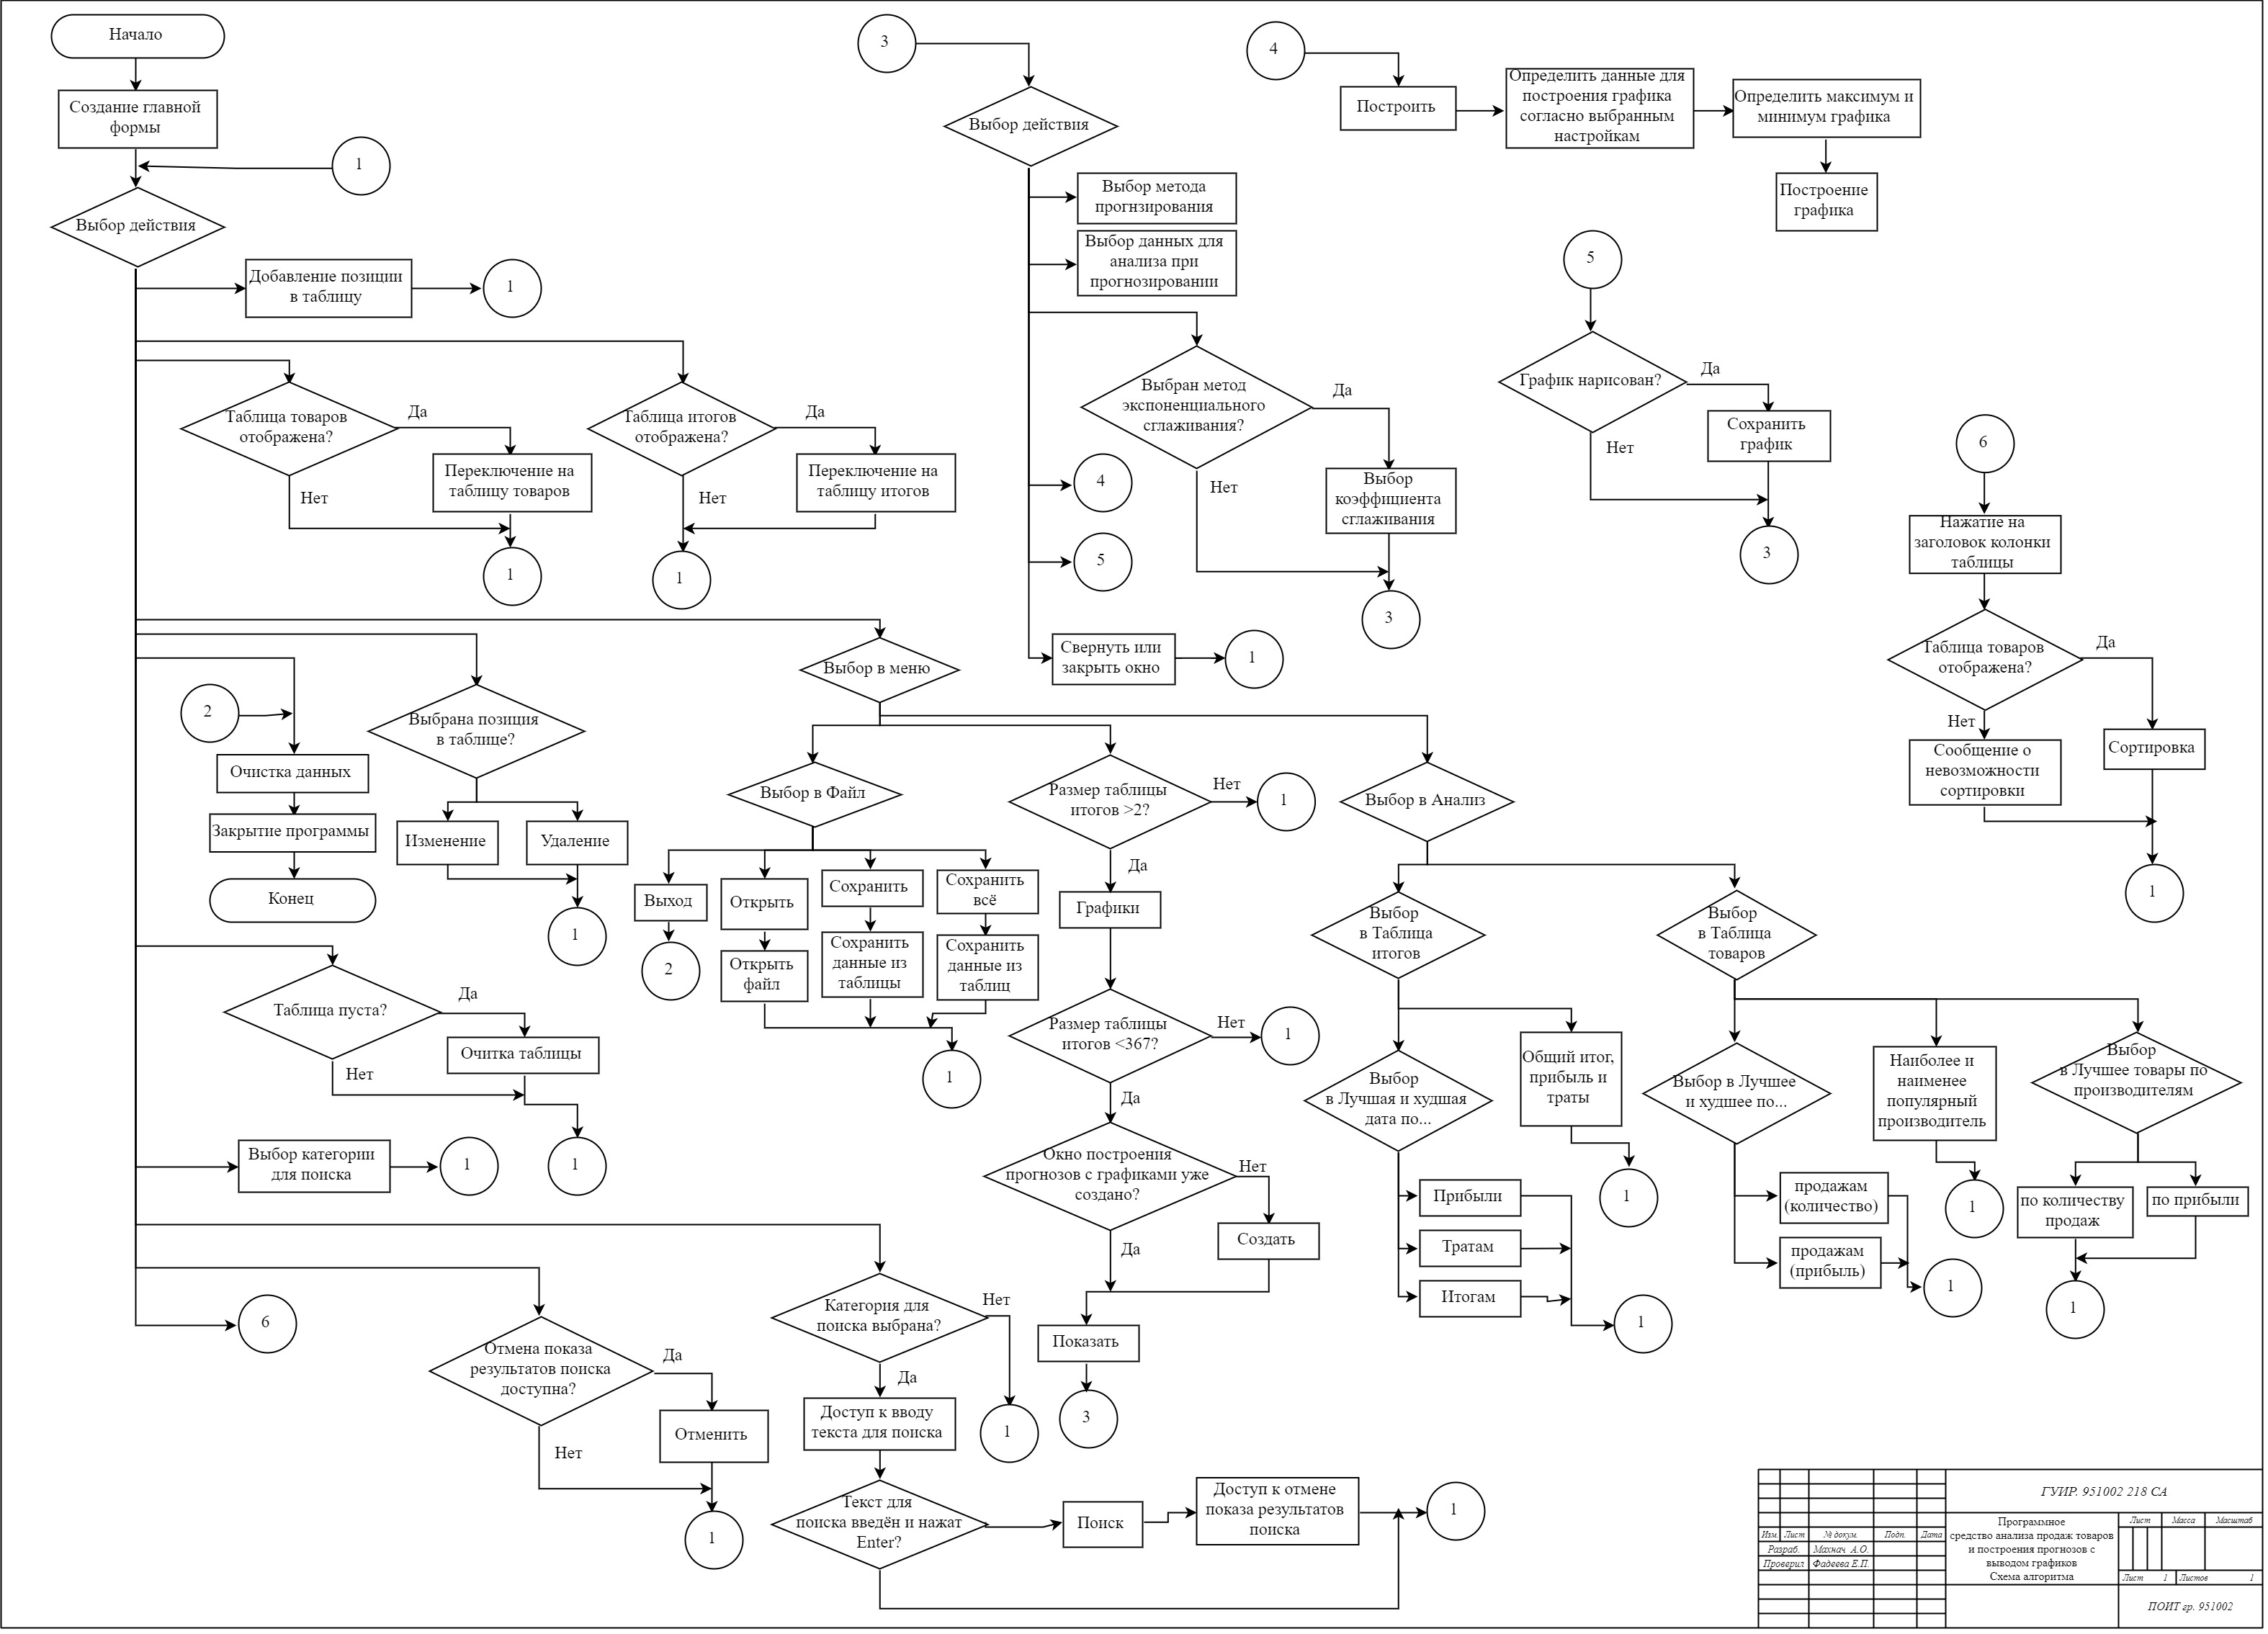 Начало
Создание главной
формы
1
Выбор действия
Добавление позиции
в таблицу
1
Таблица товаров
отображена?
Да
Нет
Переключение на
таблицу товаров
1
Таблица итогов
отображена?
Да
Нет
Переключение на
таблицу итогов
1
2
Очистка данных
Закрытие программы
Конец
Выбрана позиция
в таблице?
Изменение
Удаление
1
Таблица пуста?
Да
Нет
Очитка таблицы
1
Выбор категории
для поиска
1
6
Отмена показа
результатов поиска
доступна?
Да
Нет
Отменить
1
Выбор в меню
Выбор в Файл
Выход
2
Открыть
Открыть
файл
Сохранить
Сохранить
данные из
таблицы
Сохранить
всё
Сохранить
данные из
таблиц
1
Размер таблицы
итогов >2?
Нет
1
Да
Графики
Размер таблицы
итогов <367?
Нет
1
Да
Окно построения
прогнозов с графиками уже
создано?
Нет
Да
Создать
Показать
3
Категория для
поиска выбрана?
Нет
1
Да
Доступ к вводу
текста для поиска
Текст для
поиска введён и нажат
Enter?
Поиск
Доступ к отмене
показа результатов
поиска
1
Выбор в Анализ
Выбор
в Таблица
итогов
Выбор
в Лучшая и худшая
дата по...
Прибыли
Тратам
Итогам
1
Общий итог,
прибыль и
траты
1
Выбор
в Таблица
товаров
Выбор в Лучшее
и худшее по...
продажам
(количество)
продажам
(прибыль)
1
Наиболее и
наименее
популярный
производитель
1
Выбор
в Лучшее товары по
производителям
по количеству
продаж
по прибыли
1
3
Выбор действия
Выбор метода
прогнзирования
Выбор данных для
анализа при
прогнозировании
Выбран метод
экспоненциального
сглаживания?
Да
Нет
Выбор
коэффициента
сглаживания
3
4
5
Свернуть или
закрыть окно
1
4
Построить
Определить данные для
построения графика
согласно выбранным
настройкам
Определить максимум и
минимум графика
Построение
графика
5
График нарисован?
Да
Нет
Сохранить
график
3
6
Нажатие на
заголовок колонки
таблицы
Таблица товаров
отображена?
Да
Нет
Сообщение о
невозможности
сортировки
Сортировка
1
ГУИР. 951002 218 СА
Программное
средство анализа продаж товаров
и построения прогнозов с
выводом графиков
Схема алгоритма
Лист Масса Масштаб
Изм. Лист № докум. Подп. Дата
Разраб. Махнач А.О.
Проверил Фадеева Е.П.
Лист 1 Листов 1
ПОИТ гр. 951002